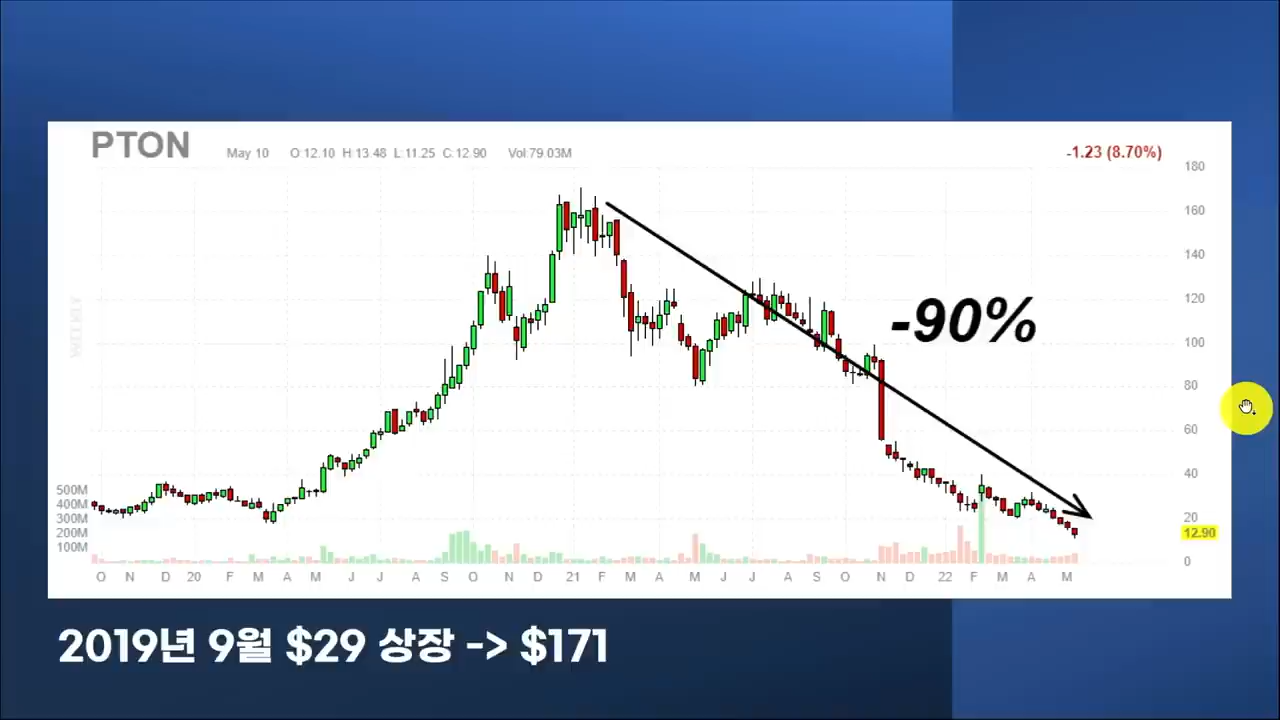 PTON May 10 O:12.10 H:13.48 L:11.25 C:12.90 Vol:79.03M -1.23 (8.70%)
180
160
140
120
-90%
100
80
60
40
500M
400M
300M
20
200M
12.90
100M
0
O N D 20 F M A M J J A S O N D 21 F M A M J J A S O N D 22 F M A M
WEEKLY
2019년 9월 $29 상장 -> $171